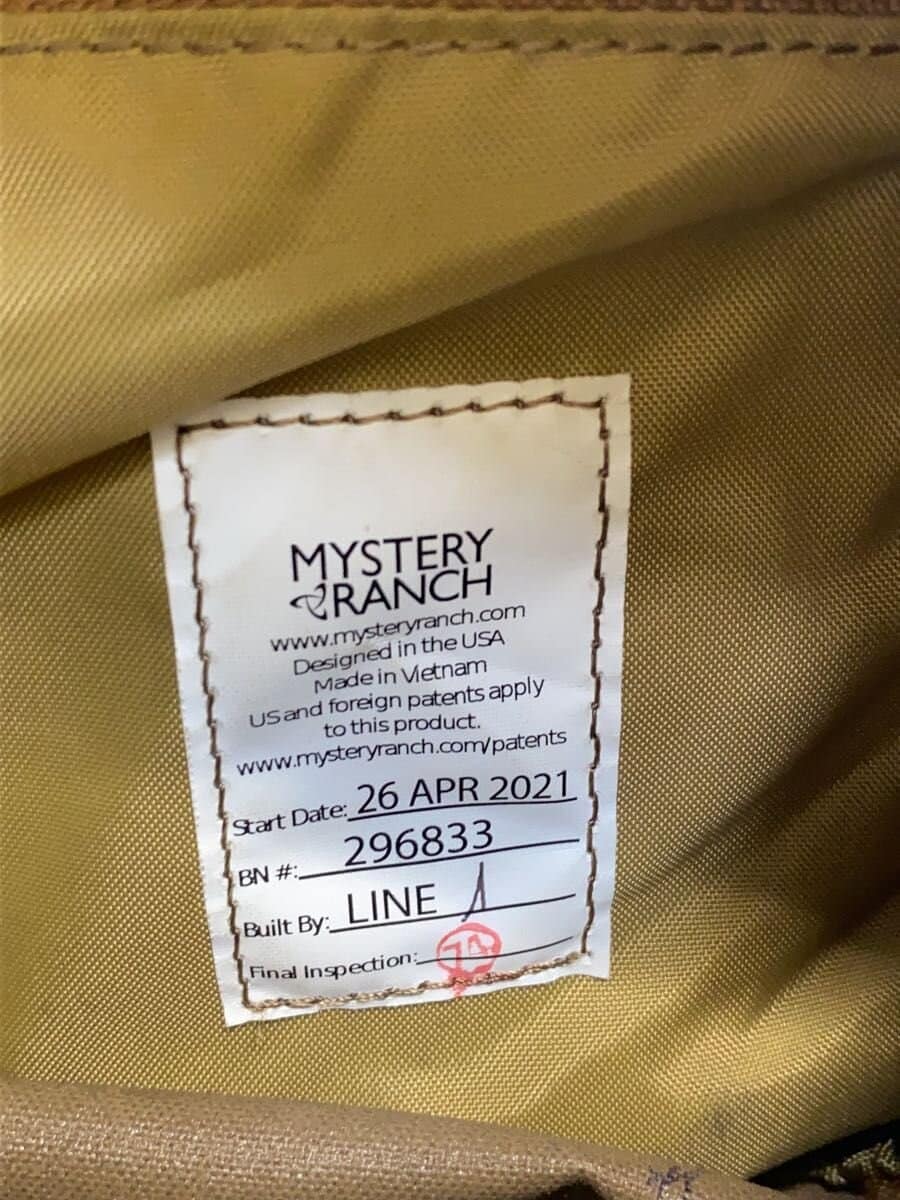 MYSTERY
RANCH
www.mysteryranch.com
Designed in the USA
Made in Vietnam
US and foreign patents apply
to this product.
www.mysteryranch.com/patents
Start Date: 26 APR 2021
BN #: 296833
Built By: LINE 1
Final Inspection: